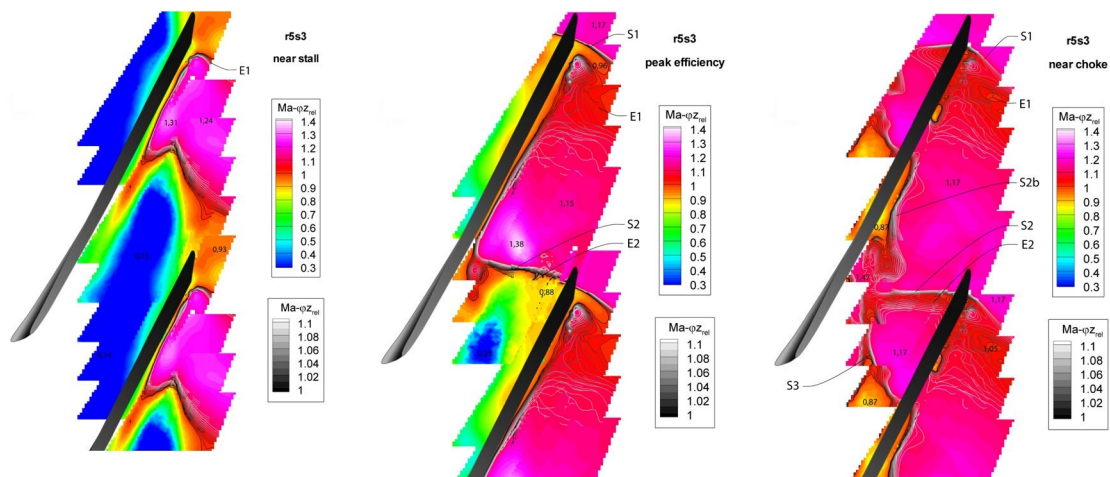 r5s3
near stall
E1
Ma-φz_rel
1.4
1.3
1.2
1.1
1
0.9
0.8
0.7
0.6
0.5
0.4
0.3
1,31
1,24
0,93
Ma-φz_rel
1.1
1.08
1.06
1.04
1.02
1
r5s3
peak efficiency
1,17
S1
0,96
E1
Ma-φz_rel
1.4
1.3
1.2
1.1
1
0.9
0.8
0.7
0.6
0.5
0.4
0.3
1,15
S2
1,38
E2
0,88
Ma-φz_rel
1.1
1.08
1.06
1.04
1.02
1
r5s3
near choke
S1
E1
Ma-φz_rel
1.4
1.3
1.2
1.1
1
0.9
0.8
0.7
0.6
0.5
0.4
0.3
1,17
S2b
S2
E2
1,17
1,17
1,05
S3
0,87
Ma-φz_rel
1.1
1.08
1.06
1.04
1.02
1